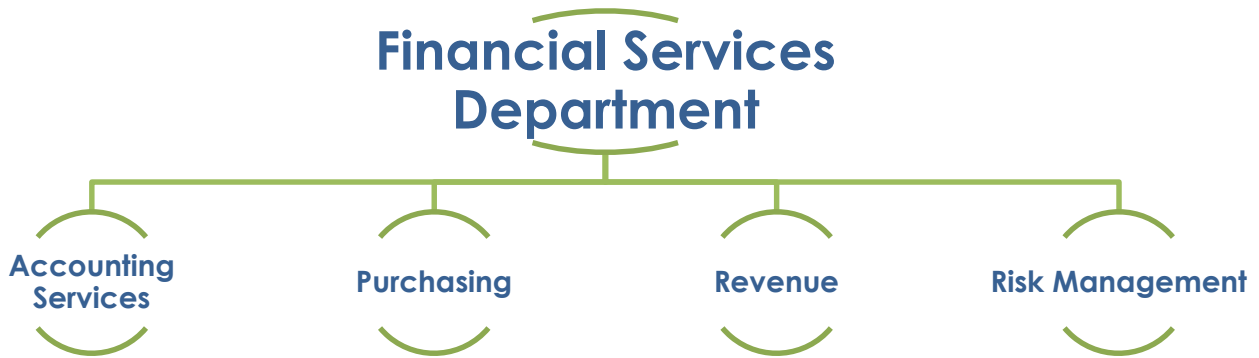 Financial Services
Department
Accounting
Services
Purchasing
Revenue
Risk Management